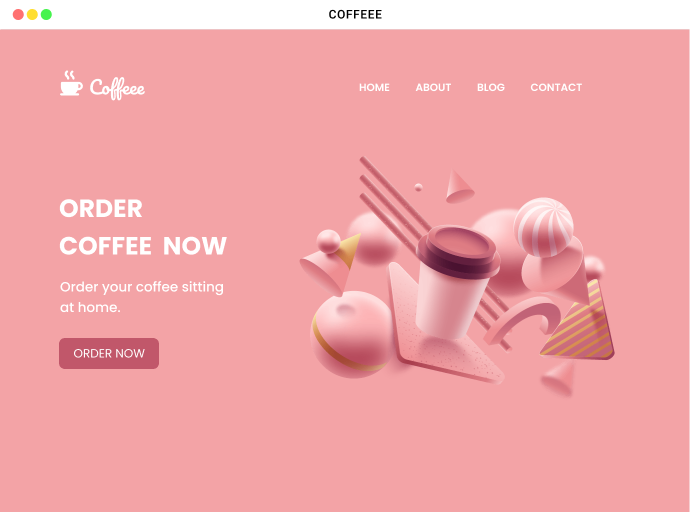 COFFEEE
Coffeee
HOME ABOUT BLOG CONTACT
ORDER
COFFEE NOW
Order your coffee sitting
at home.
ORDER NOW